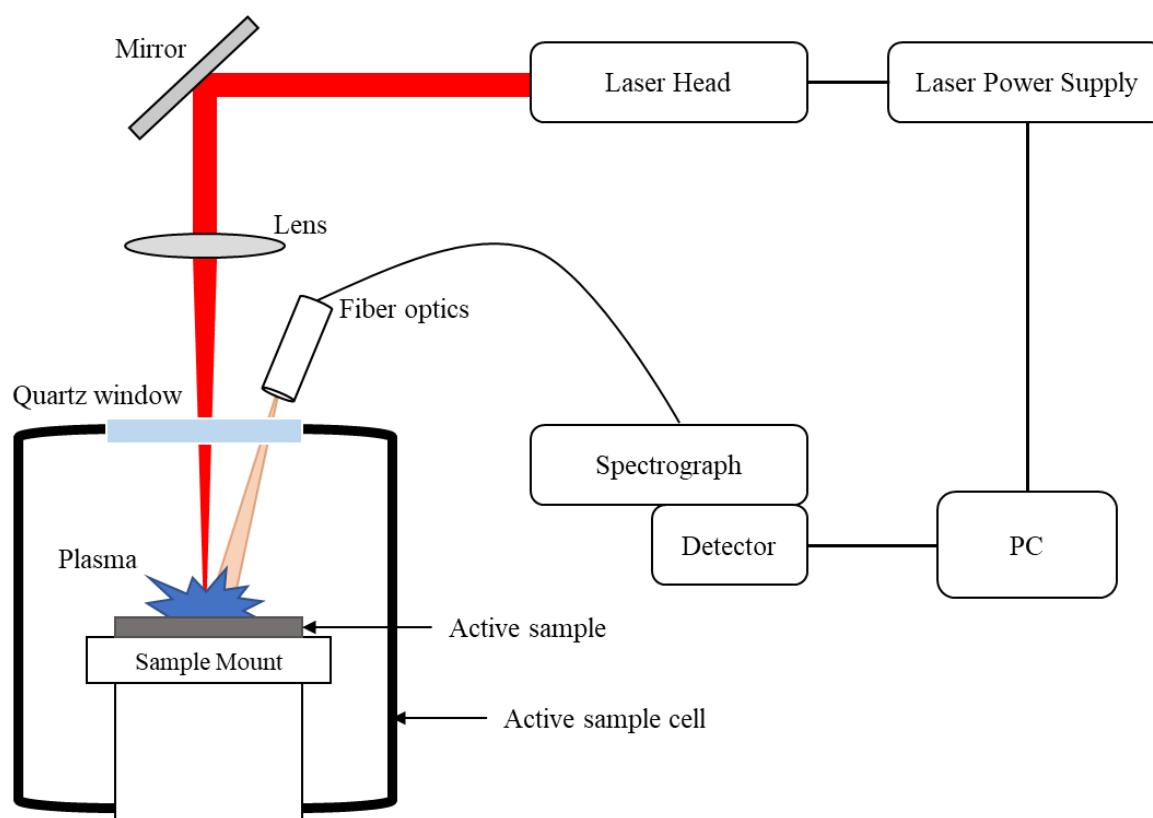 Mirror
Laser Head
Laser Power Supply
Lens
Fiber optics
Quartz window
Spectrograph
Detector
PC
Plasma
Active sample
Sample Mount
Active sample cell